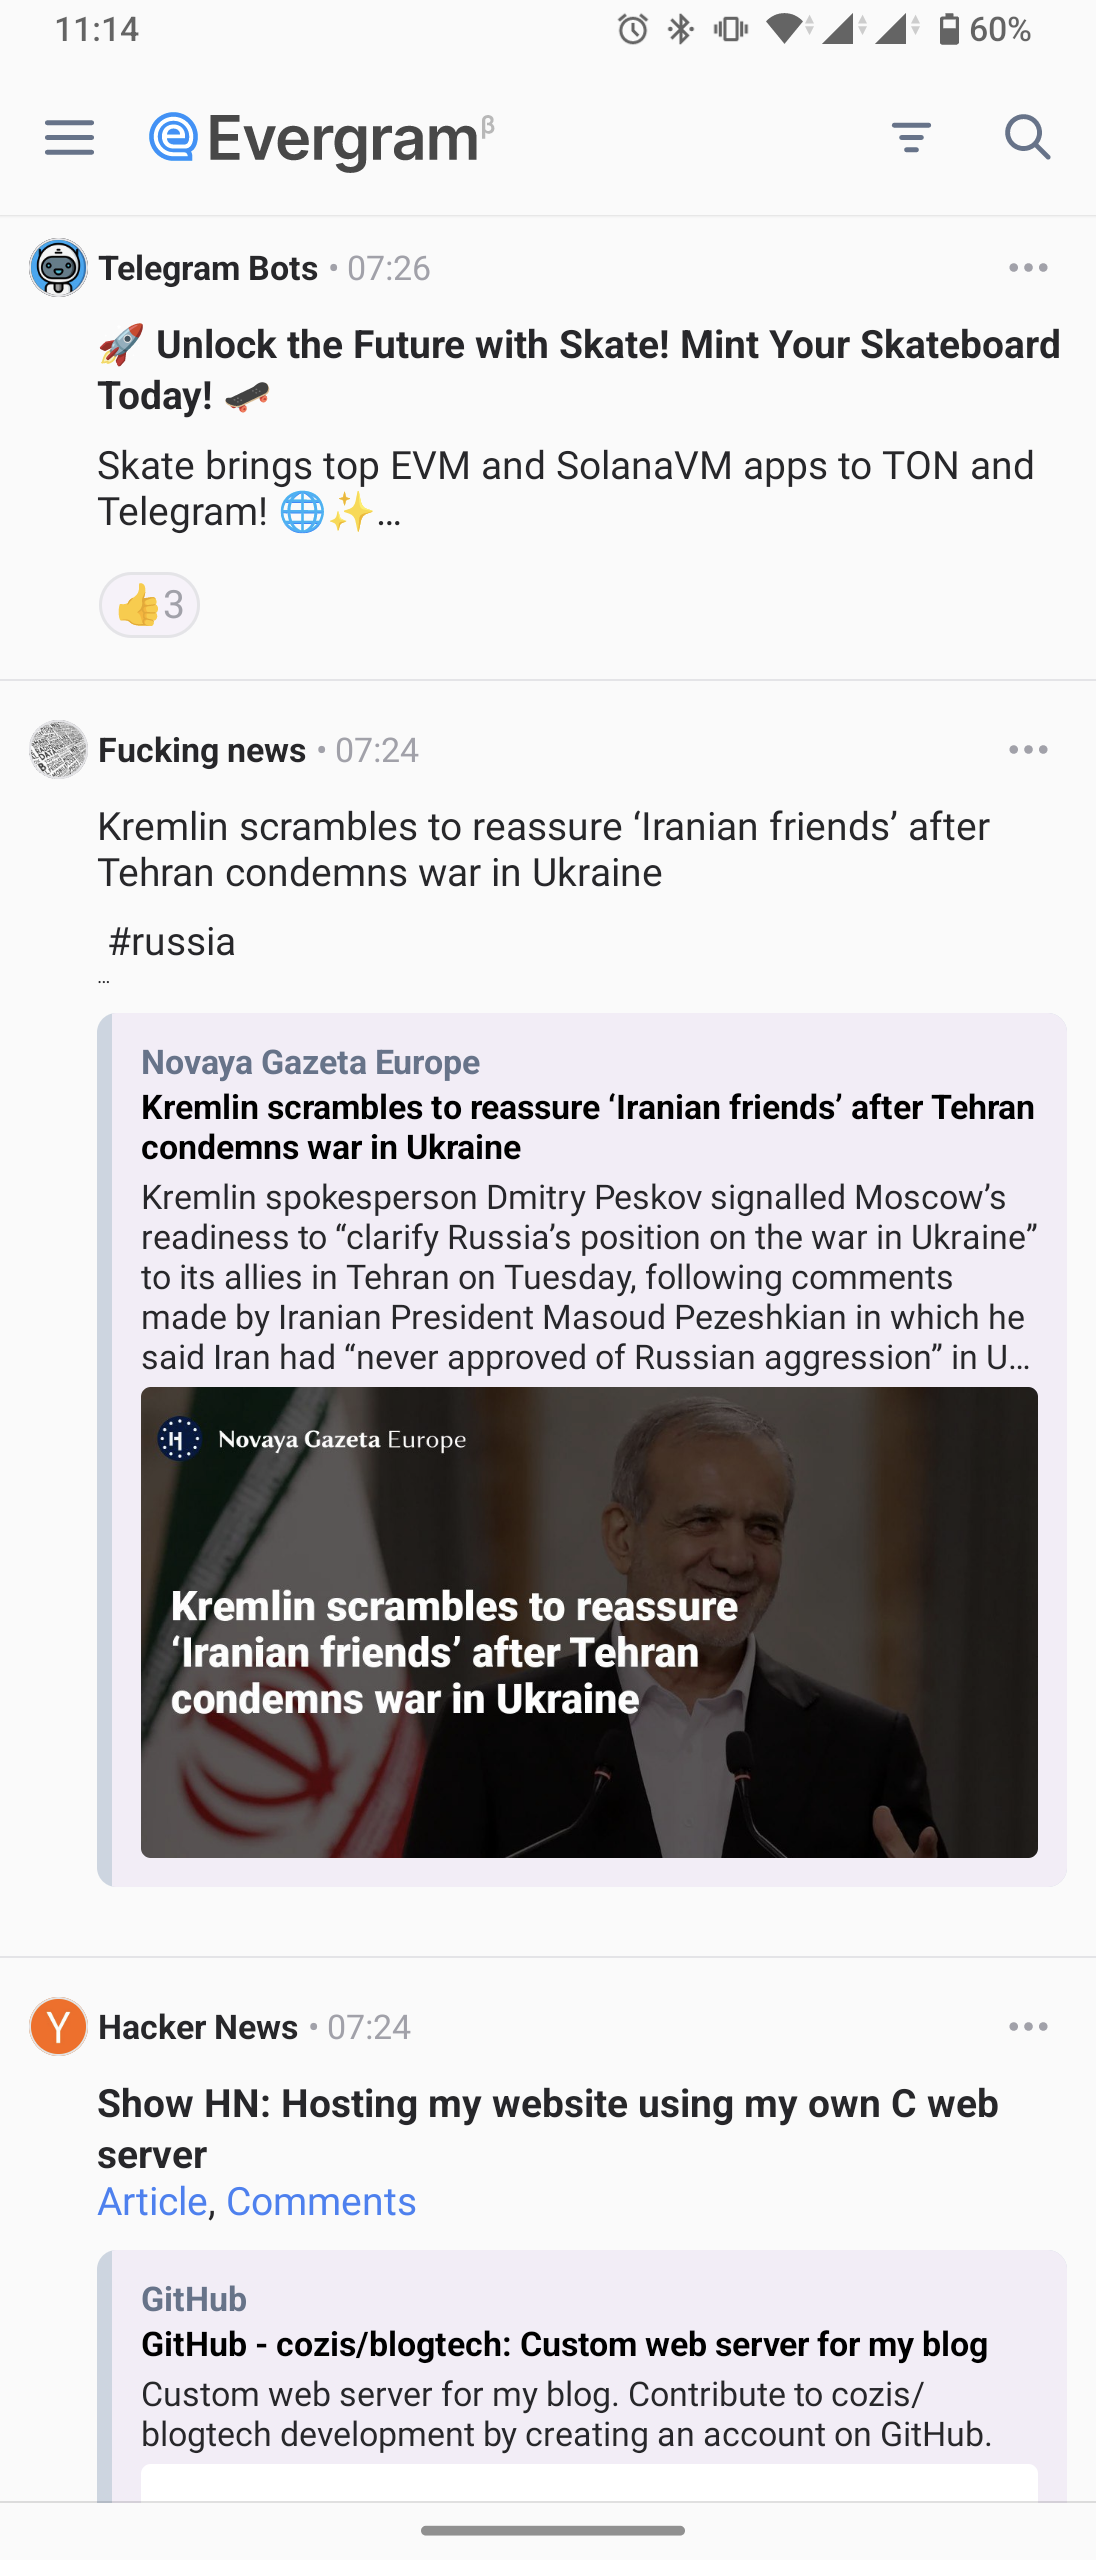 11:14
60%
Evergramᵝ
Telegram Bots • 07:26
🚀 Unlock the Future with Skate! Mint Your Skateboard
Today! 🛹
Skate brings top EVM and SolanaVM apps to TON and
Telegram! 🌐✨...
👍3
Fucking news • 07:24
Kremlin scrambles to reassure ‘Iranian friends’ after
Tehran condemns war in Ukraine
#russia
...
Novaya Gazeta Europe
Kremlin scrambles to reassure ‘Iranian friends’ after Tehran
condemns war in Ukraine
Kremlin spokesperson Dmitry Peskov signalled Moscow’s
readiness to “clarify Russia’s position on the war in Ukraine”
to its allies in Tehran on Tuesday, following comments
made by Iranian President Masoud Pezeshkian in which he
said Iran had “never approved of Russian aggression” in U...
Novaya Gazeta Europe
Kremlin scrambles to reassure
‘Iranian friends’ after Tehran
condemns war in Ukraine
Y
Hacker News • 07:24
Show HN: Hosting my website using my own C web
server
Article, Comments
GitHub
GitHub - cozis/blogtech: Custom web server for my blog
Custom web server for my blog. Contribute to cozis/
blogtech development by creating an account on GitHub.